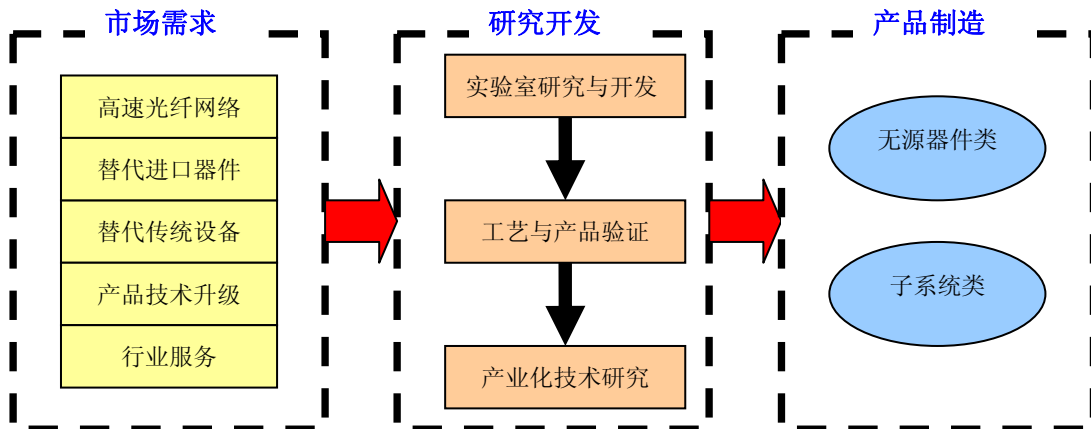 市场需求
高速光纤网络
替代进口器件
替代传统设备
产品技术升级
行业服务
研究开发
实验室研究与开发
工艺与产品验证
产业化技术研究
产品制造
无源器件类
子系统类